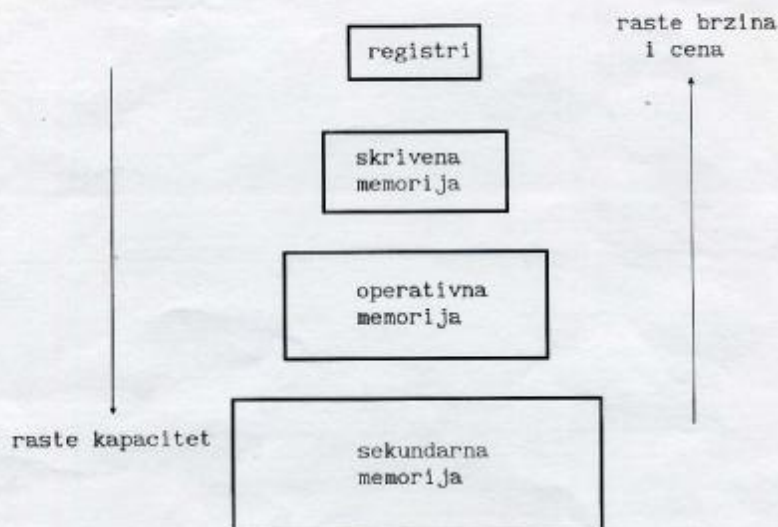 raste brzina
i cena
registri
skrivena
memorija
operativna
memorija
raste kapacitet
sekundarna
memorija